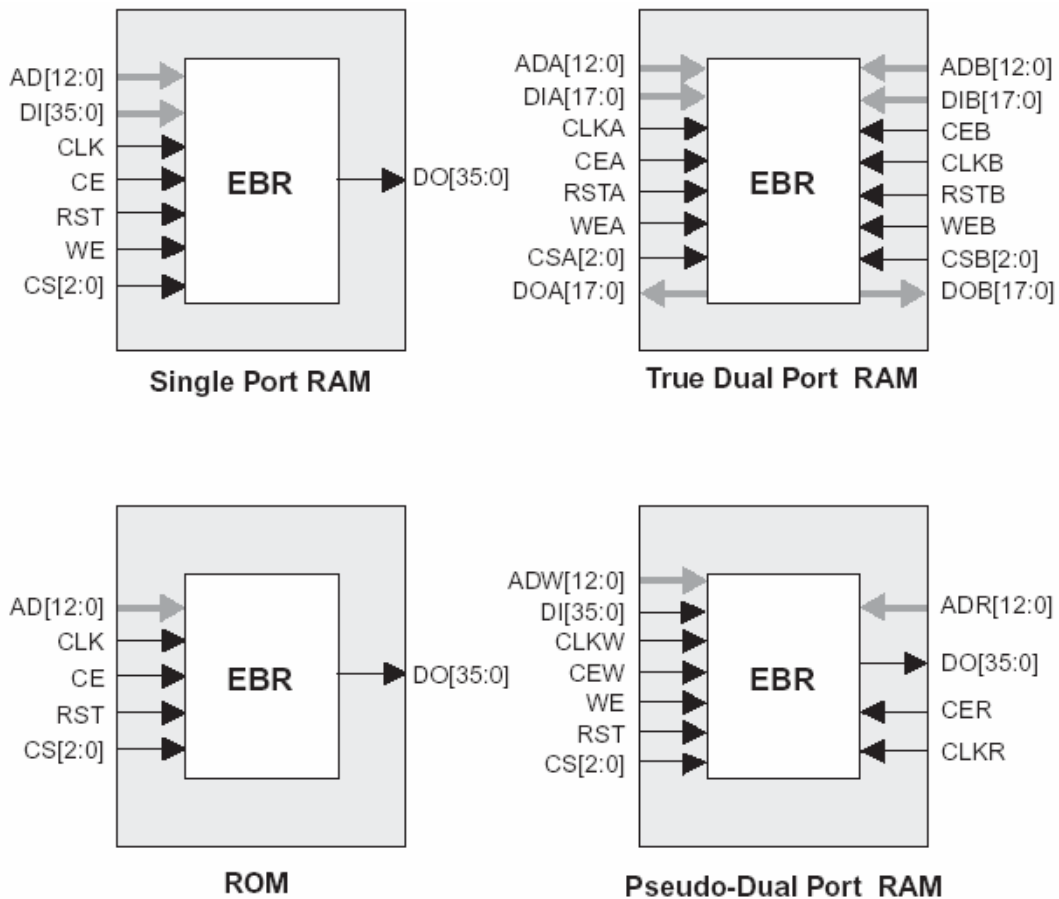 AD[12:0]
DI[35:0]
CLK
CE
RST
WE
CS[2:0]
EBR
DO[35:0]
Single Port RAM
ADA[12:0]
DIA[17:0]
CLKA
CEA
RSTA
WEA
CSA[2:0]
DOA[17:0]
EBR
ADB[12:0]
DIB[17:0]
CEB
CLKB
RSTB
WEB
CSB[2:0]
DOB[17:0]
True Dual Port RAM
AD[12:0]
CLK
CE
RST
CS[2:0]
EBR
DO[35:0]
ROM
ADW[12:0]
DI[35:0]
CLKW
CEW
WE
RST
CS[2:0]
EBR
ADR[12:0]
DO[35:0]
CER
CLKR
Pseudo-Dual Port RAM